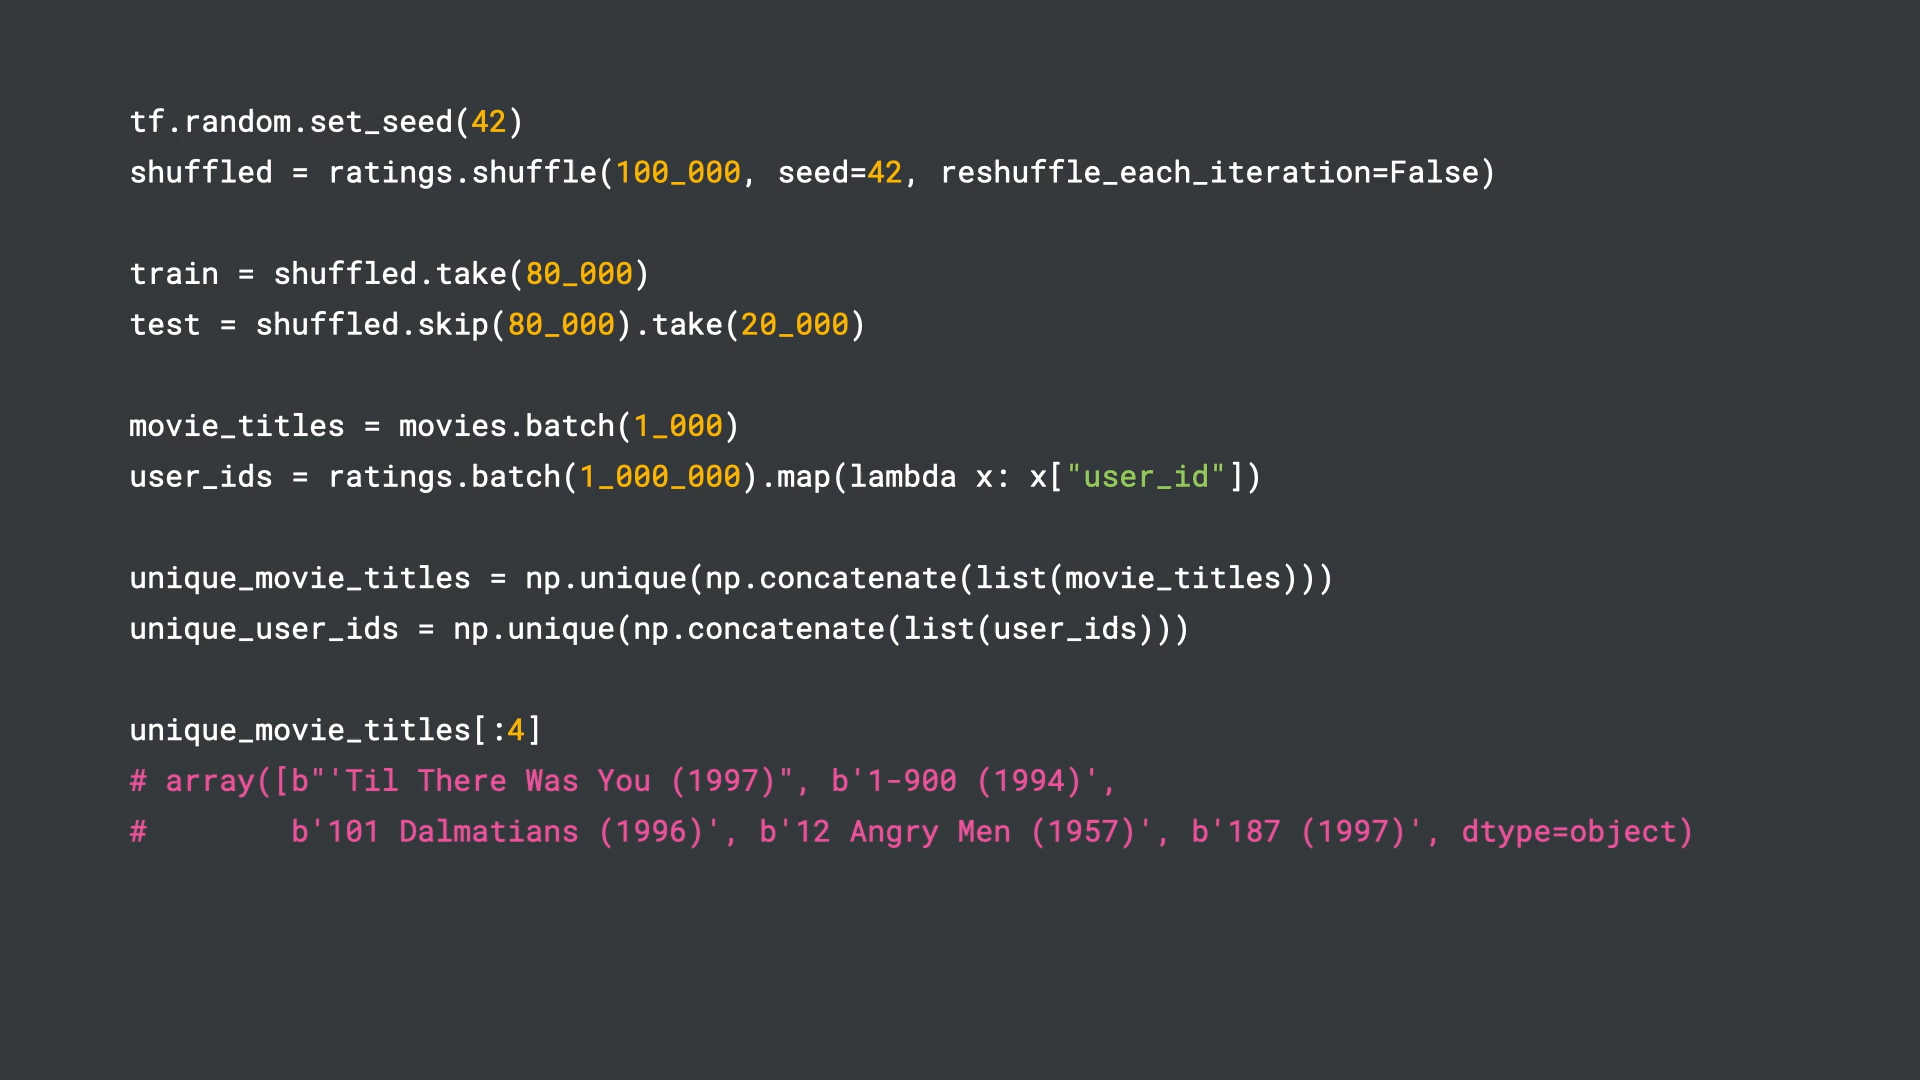 tf.random.set_seed(42)
shuffled = ratings.shuffle(100_000, seed=42, reshuffle_each_iteration=False)
train = shuffled.take(80_000)
test = shuffled.skip(80_000).take(20_000)
movie_titles = movies.batch(1_000)
user_ids = ratings.batch(1_000_000).map(lambda x: x["user_id"])
unique_movie_titles = np.unique(np.concatenate(list(movie_titles)))
unique_user_ids = np.unique(np.concatenate(list(user_ids)))
unique_movie_titles[:4]
# array([b"'Til There Was You (1997)", b'1-900 (1994)',
#        b'101 Dalmatians (1996)', b'12 Angry Men (1957)', b'187 (1997)', dtype=object)